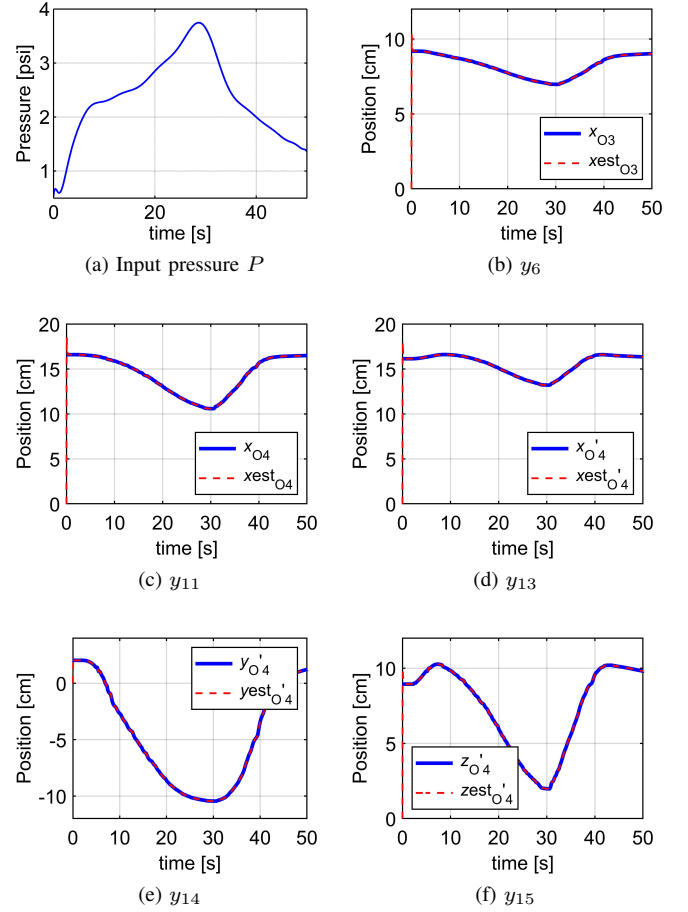 4
3
2
1
0
20
40
Pressure [psi]
time [s]
(a) Input pressure P
10
5
0
0
10
20
30
40
50
Position [cm]
time [s]
x_O3
xest_O3
(b) y_6
20
15
10
5
0
0
10
20
30
40
50
Position [cm]
time [s]
x_O4
xest_O4
(c) y_11
20
15
10
5
0
0
10
20
30
40
50
Position [cm]
time [s]
x_O'4
xest_O'4
(d) y_13
0
-5
-10
0
10
20
30
40
50
Position [cm]
time [s]
y_O'4
yest_O'4
(e) y_14
10
5
0
0
10
20
30
40
50
Position [cm]
time [s]
z_O'4
zest_O'4
(f) y_15